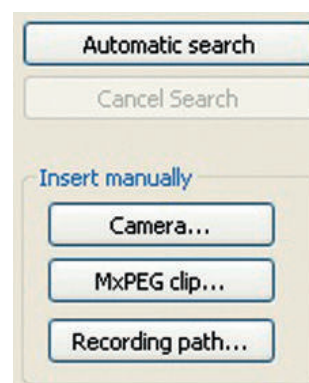 Automatic search
Cancel Search
Insert manually
Camera...
MxPEG clip...
Recording path...